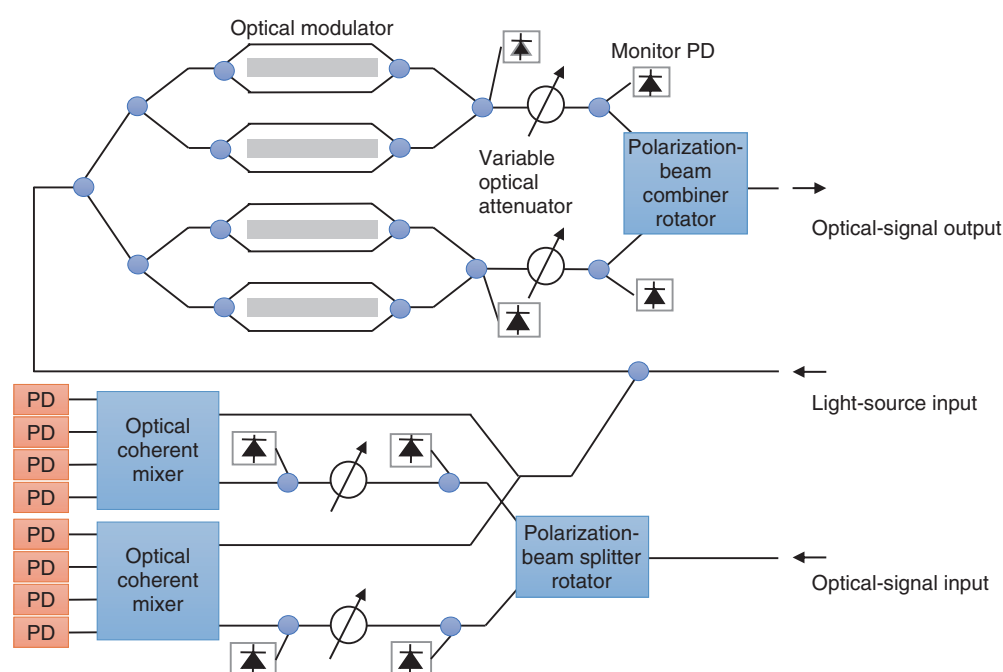 Optical modulator
Monitor PD
Variable
optical
attenuator
Polarization-
beam
combiner
rotator
Optical-signal output
Light-source input
PD
PD
PD
PD
Optical
coherent
mixer
PD
PD
PD
PD
Optical
coherent
mixer
Polarization-
beam splitter
rotator
Optical-signal input